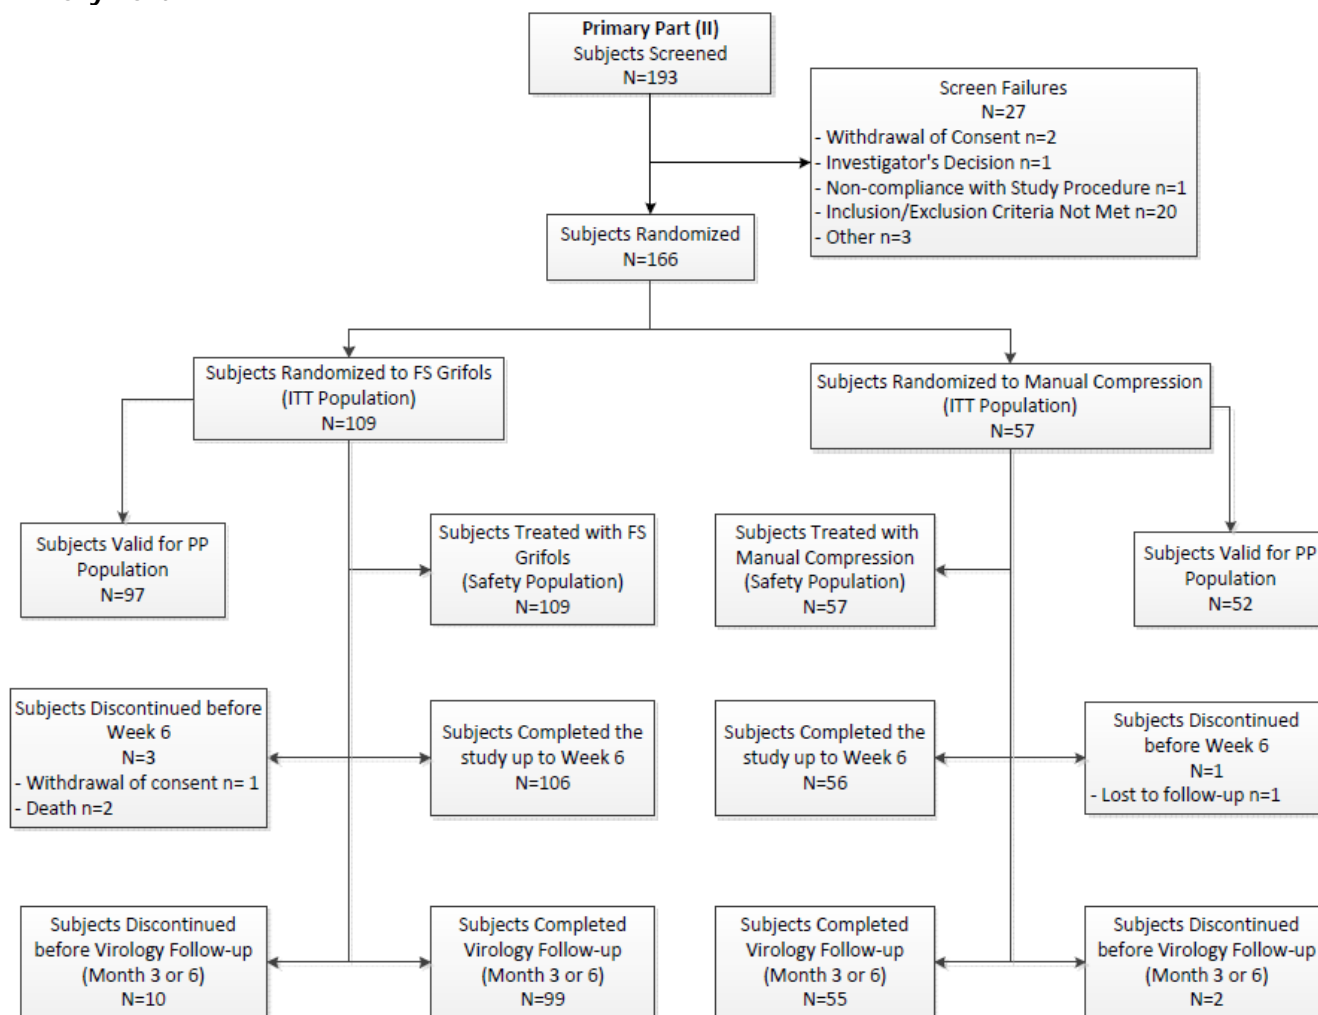 Primary Part (II)
Subjects Screened
N=193
Screen Failures
N=27
- Withdrawal of Consent n=2
- Investigator's Decision n=1
- Non-compliance with Study Procedure n=1
- Inclusion/Exclusion Criteria Not Met n=20
- Other n=3
Subjects Randomized
N=166
Subjects Randomized to FS Grifols
(ITT Population)
N=109
Subjects Randomized to Manual Compression
(ITT Population)
N=57
Subjects Valid for PP
Population
N=97
Subjects Treated with FS
Grifols
(Safety Population)
N=109
Subjects Treated with
Manual Compression
(Safety Population)
N=57
Subjects Valid for PP
Population
N=52
Subjects Discontinued before
Week 6
N=3
- Withdrawal of consent n= 1
- Death n=2
Subjects Completed the
study up to Week 6
N=106
Subjects Completed the
study up to Week 6
N=56
Subjects Discontinued
before Week 6
N=1
- Lost to follow-up n=1
Subjects Discontinued
before Virology Follow-up
(Month 3 or 6)
N=10
Subjects Completed
Virology Follow-up
(Month 3 or 6)
N=99
Subjects Completed
Virology Follow-up
(Month 3 or 6)
N=55
Subjects Discontinued
before Virology Follow-up
(Month 3 or 6)
N=2